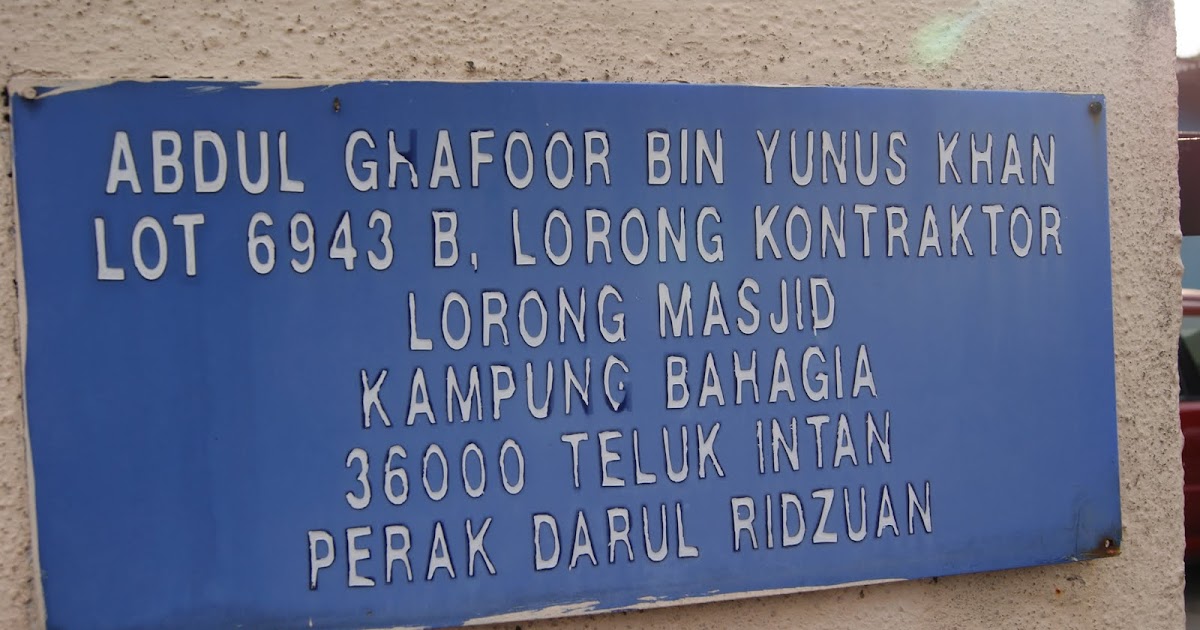 ABDUL GHAFOOR BIN YUNUS KHAN
LOT 6943 B, LORONG KONTRAKTOR
LORONG MASJID
KAMPUNG BAHAGIA
36000 TELUK INTAN
PERAK DARUL RIDZUAN